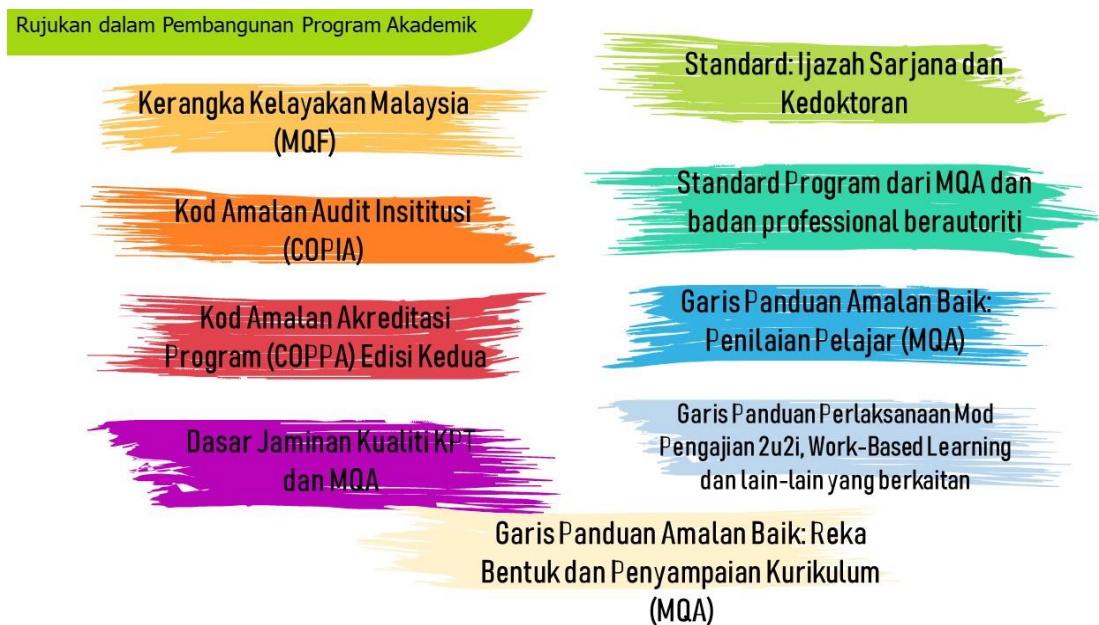 Rujukan dalam Pembangunan Program Akademik
Kerangka Kelayakan Malaysia
(MQF)
Kod Amalan Audit Insititusi
(COPIA)
Kod Amalan Akreditasi
Program (COPPA) Edisi Kedua
Dasar Jaminan Kualiti KPT
dan MQA
Standard: Ijazah Sarjana dan
Kedoktoran
Standard Program dari MQA dan
badan professional berautoriti
Garis Panduan Amalan Baik:
Penilaian Pelajar (MQA)
Garis Panduan Perlaksanaan Mod
Pengajian 2u2i, Work-Based Learning
dan lain-lain yang berkaitan
Garis Panduan Amalan Baik: Reka
Bentuk dan Penyampaian Kurikulum
(MQA)